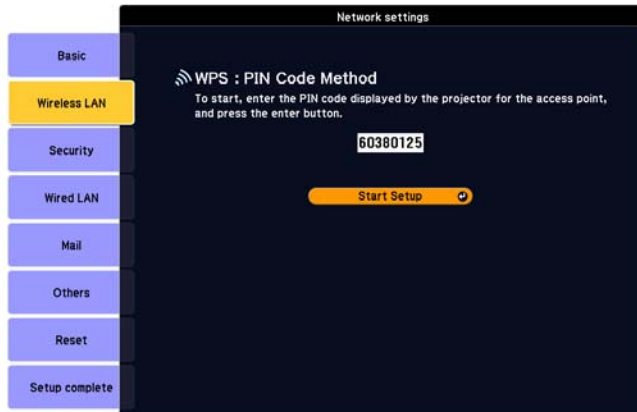 Network settings
Basic
Wireless LAN
Security
Wired LAN
Mail
Others
Reset
Setup complete
WPS : PIN Code Method
To start, enter the PIN code displayed by the projector for the access point,
and press the enter button.
60380125
Start Setup